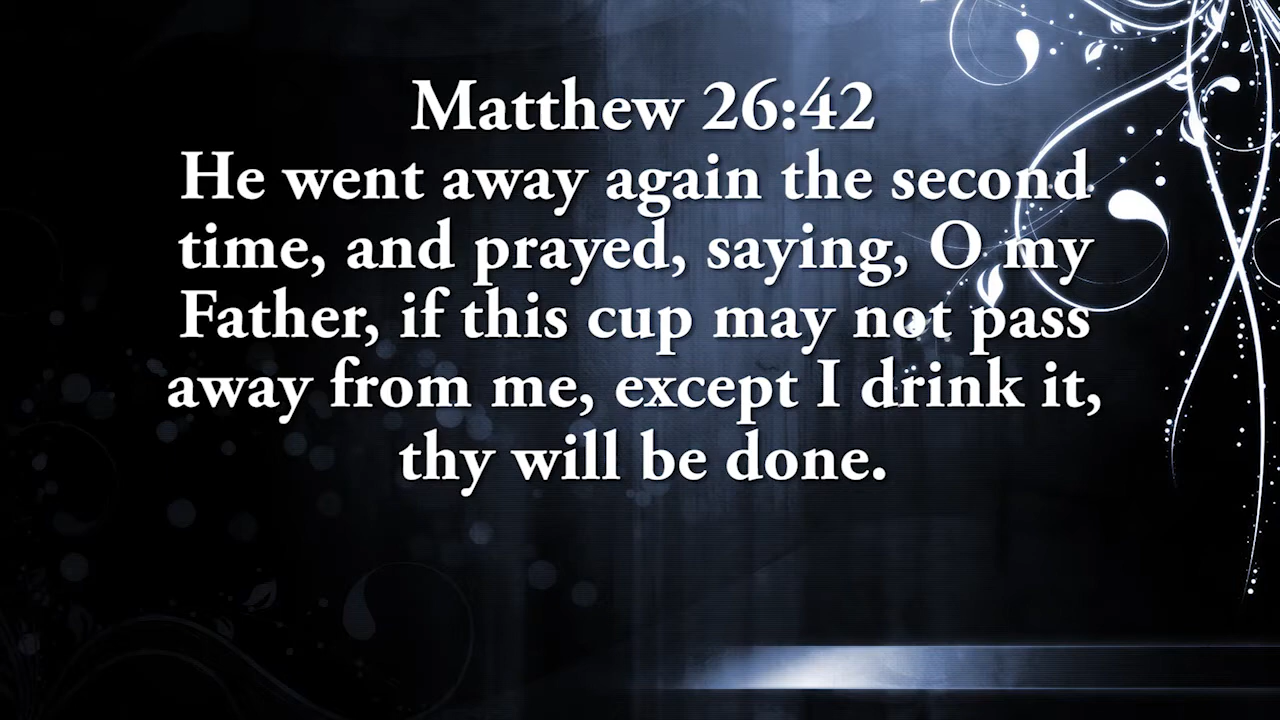 Matthew 26:42
He went away again the second
time, and prayed, saying, O my
Father, if this cup may not pass
away from me, except I drink it,
thy will be done.